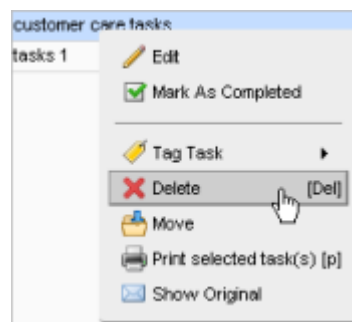 customer care tasks
tasks 1
Edit
Mark As Completed
Tag Task
Delete [Del]
Move
Print selected task(s) [p]
Show Original